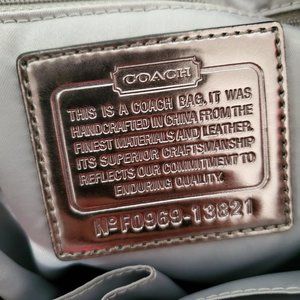 COACH
THIS IS A COACH BAG. IT WAS
HANDCRAFTED IN CHINA FROM THE
FINEST MATERIALS AND LEATHER.
ITS SUPERIOR CRAFTSMANSHIP
REFLECTS OUR COMMITMENT TO
ENDURING QUALITY.
Nº F0969-13821